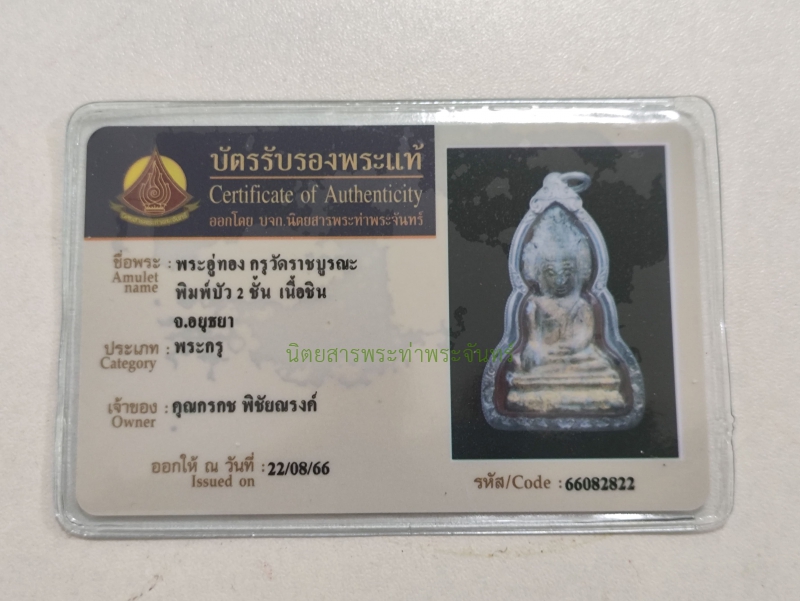 บัตรรับรองพระแท้
Certificate of Authenticity
ออกโดย บจก.นิตยสารพระท่าพระจันทร์
ชื่อพระ : พระอู่ทอง กรุวัดราชบูรณะ
Amulet name
พิมพ์บัว 2 ชั้น เนื้อชิน
จ.อยุธยา
ประเภท : พระกรุ
Category
นิตยสารพระท่าพระจันทร์
เจ้าของ : คุณกรกช พิชัยณรงค์
Owner
ออกให้ ณ วันที่ : 22/08/66
Issued on
รหัส/Code : 66082822